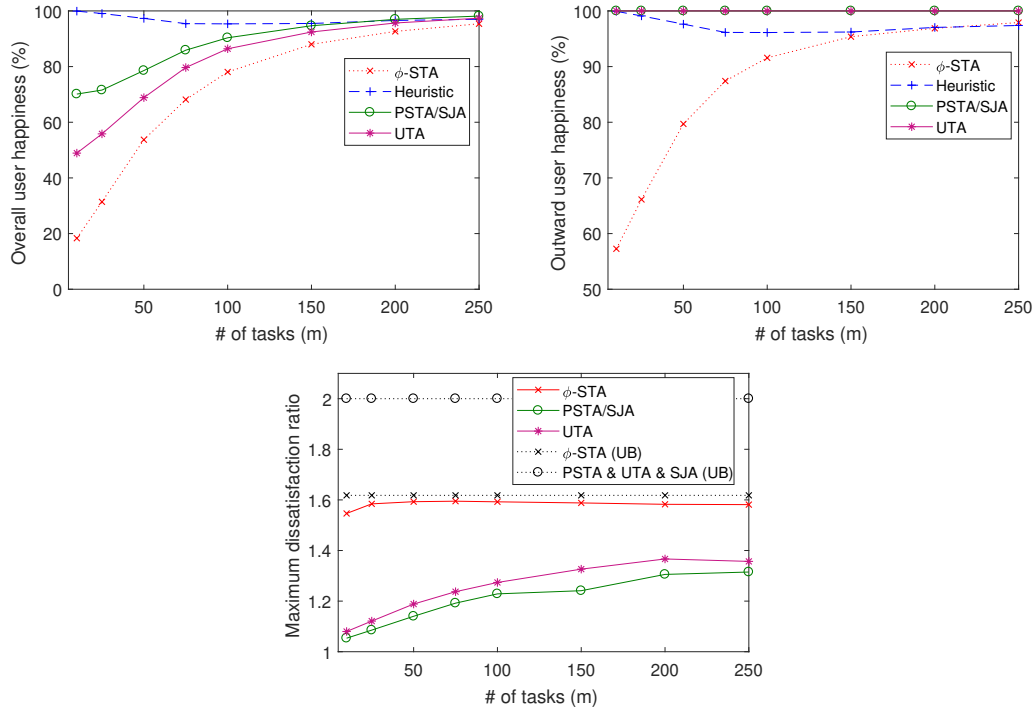 Overall user happiness (%)
100
80
60
40
20
0
50
100
150
200
250
# of tasks (m)
ϕ-STA
Heuristic
PSTA/SJA
UTA
Outward user happiness (%)
100
90
80
70
60
50
50
100
150
200
250
# of tasks (m)
ϕ-STA
Heuristic
PSTA/SJA
UTA
Maximum dissatisfaction ratio
2
1.8
1.6
1.4
1.2
1
50
100
150
200
250
# of tasks (m)
ϕ-STA
PSTA/SJA
UTA
ϕ-STA (UB)
PSTA & UTA & SJA (UB)